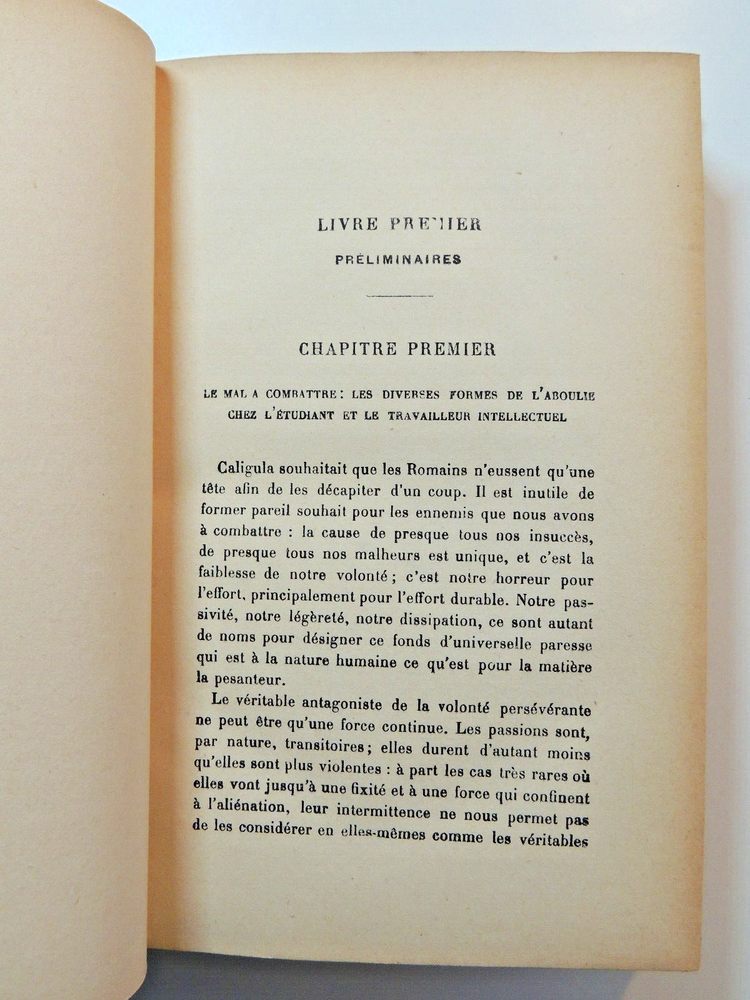 LIVRE PREMIER
PRÉLIMINAIRES
CHAPITRE PREMIER
LE MAL A COMBATTRE : LES DIVERSES FORMES DE L'ABOULIE
CHEZ L'ÉTUDIANT ET LE TRAVAILLEUR INTELLECTUEL
Caligula souhaitait que les Romains n'eussent qu'une
tête afin de les décapiter d'un coup. Il est inutile de
former pareil souhait pour les ennemis que nous avons
à combattre : la cause de presque tous nos insuccès,
de presque tous nos malheurs est unique, et c'est la
faiblesse de notre volonté ; c'est notre horreur pour
l'effort, principalement pour l'effort durable. Notre pas-
sivité, notre légèreté, notre dissipation, ce sont autant
de noms pour désigner ce fonds d'universelle paresse
qui est à la nature humaine ce qu'est pour la matière
la pesanteur.
Le véritable antagoniste de la volonté persévérante
ne peut être qu'une force continue. Les passions sont,
par nature, transitoires ; elles durent d'autant moins
qu'elles sont plus violentes : à part les cas très rares où
elles vont jusqu'à une fixité et à une force qui confinent
à l'aliénation, leur intermittence ne nous permet pas
de les considérer en elles-mêmes comme les véritables